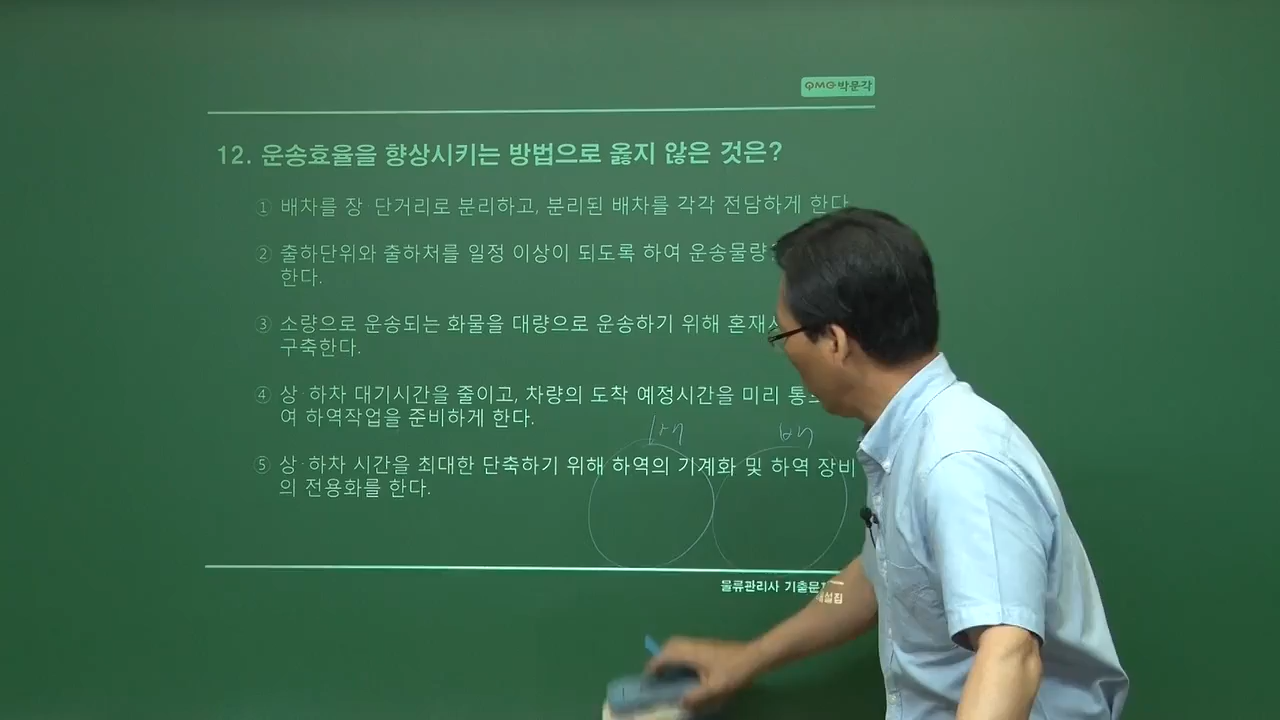 QMG 박문각
12. 운송효율을 향상시키는 방법으로 옳지 않은 것은?
① 배차를 장·단거리로 분리하고, 분리된 배차를 각각 전담하게 한다.
② 출하단위와 출하처를 일정 이상이 되도록 하여 운송물량
한다.
③ 소량으로 운송되는 화물을 대량으로 운송하기 위해 혼재
구축한다.
④ 상·하차 대기시간을 줄이고, 차량의 도착 예정시간을 미리
여 하역작업을 준비하게 한다.
⑤ 상·하차 시간을 최대한 단축하기 위해 하역의 기계화 및 하역 장비
의 전용화를 한다.
물류관리사 기출문
해설집